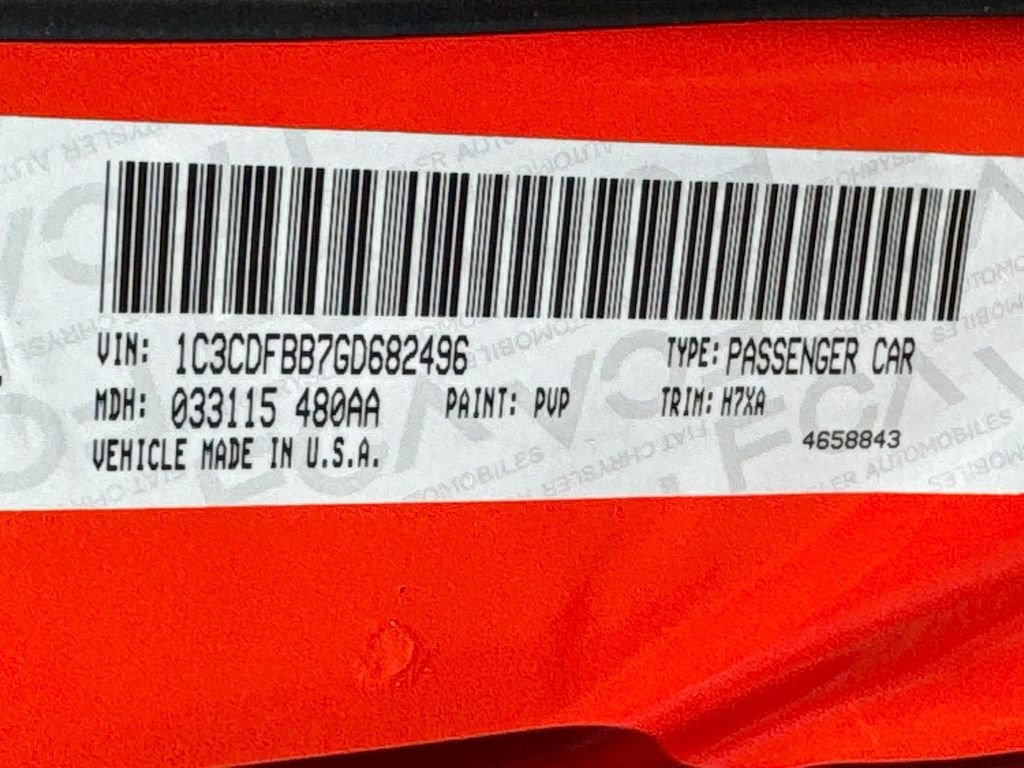 VIN: 1C3CDFBB7GD682496 TYPE: PASSENGER CAR
MDH: 033115 480AA PAINT: PVP TRIM: H7XA
4658843
VEHICLE MADE IN U.S.A.